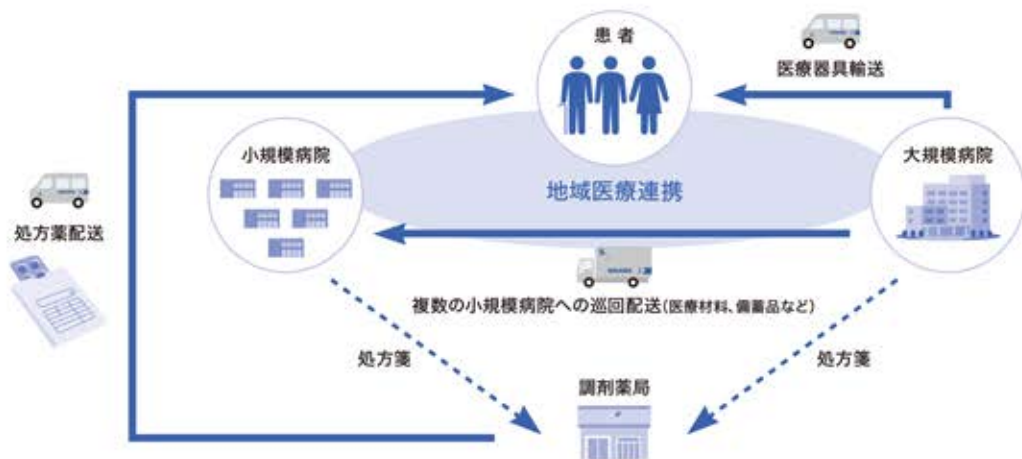 患者
医療器具輸送
小規模病院
大規模病院
地域医療連携
処方薬配送
複数の小規模病院への巡回配送(医療材料、備蓄品など)
処方箋
処方箋
調剤薬局